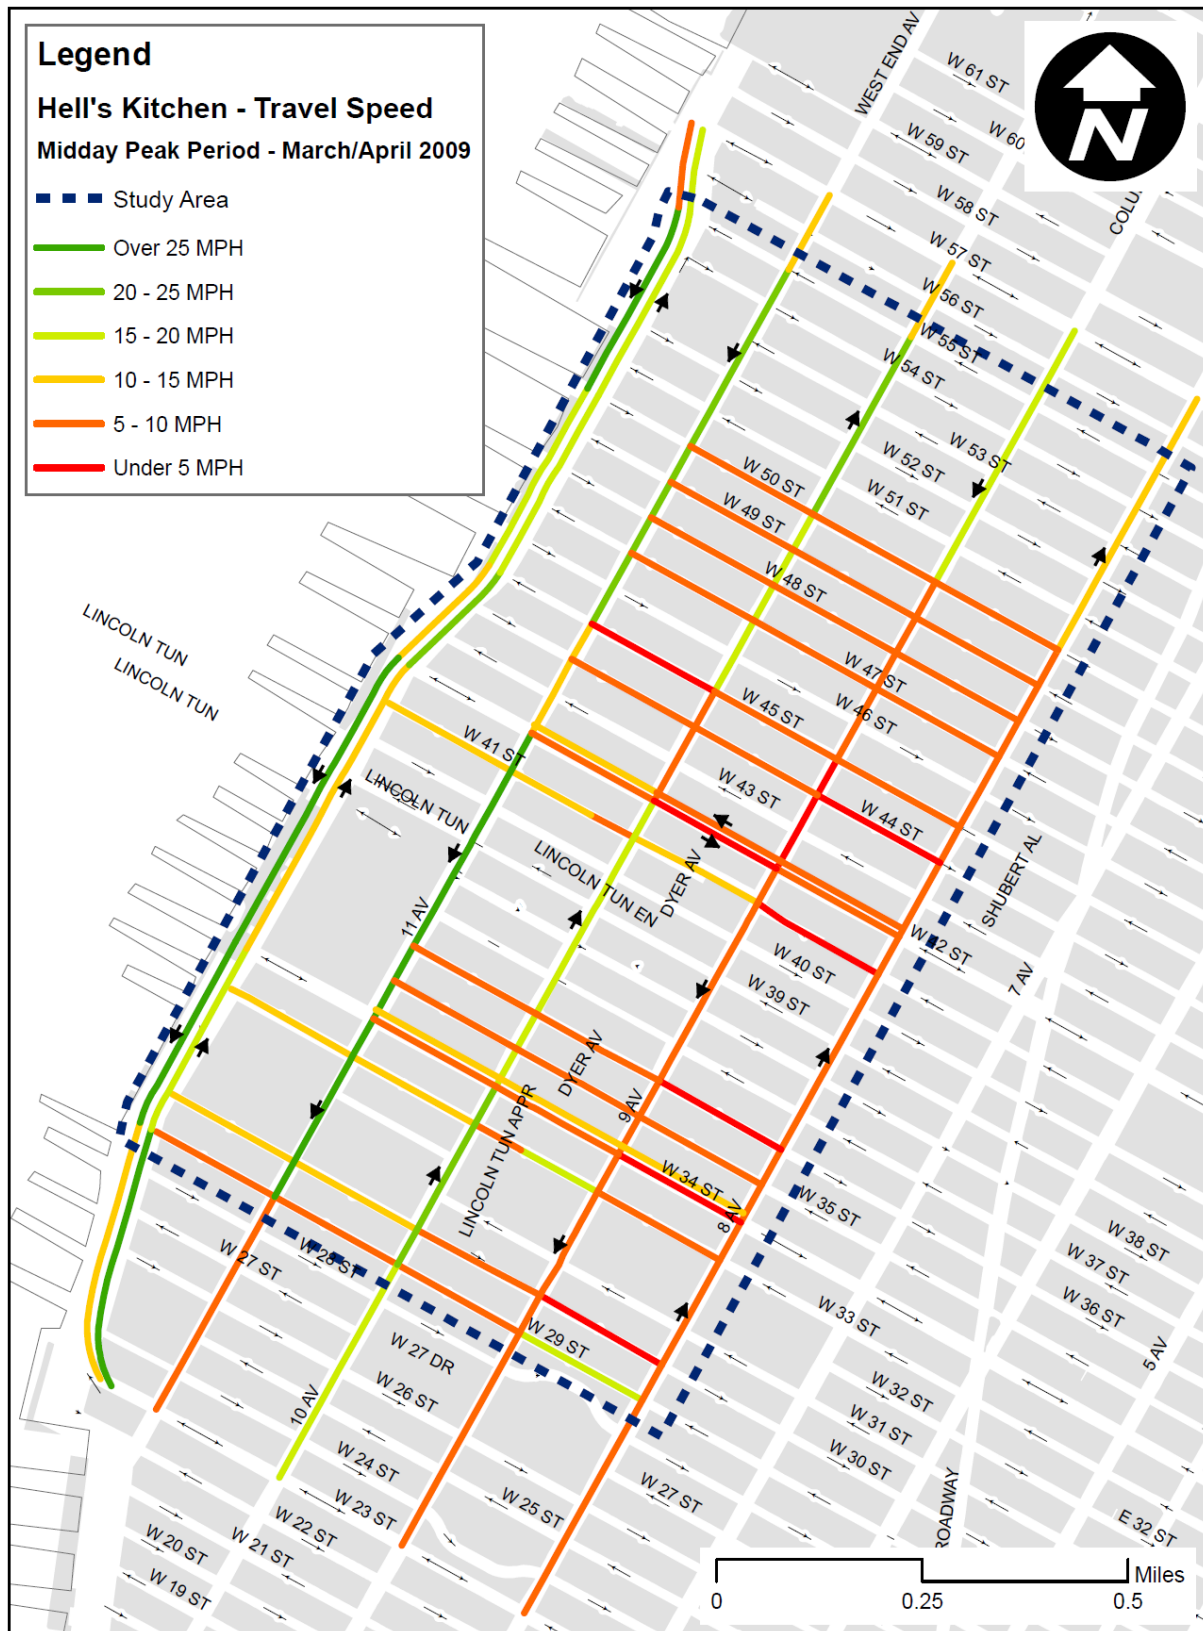 Legend
Hell's Kitchen - Travel Speed
Midday Peak Period - March/April 2009
Study Area
Over 25 MPH
20 - 25 MPH
15 - 20 MPH
10 - 15 MPH
5 - 10 MPH
Under 5 MPH
N
WEST END AV
W 61 ST
W 60
W 59 ST
COLU
W 58 ST
W 57 ST
W 56 ST
W 55 ST
W 54 ST
W 53 ST
W 52 ST
W 51 ST
W 50 ST
W 49 ST
W 48 ST
W 47 ST
W 46 ST
W 45 ST
W 44 ST
W 43 ST
W 42 ST
W 41 ST
LINCOLN TUN
LINCOLN TUN
LINCOLN TUN
LINCOLN TUN EN
DYER AV
SHUBERT AL
11 AV
W 40 ST
W 39 ST
7 AV
DYER AV
9 AV
LINCOLN TUN APPR
W 34 ST
8 AV
W 35 ST
W 38 ST
W 37 ST
W 36 ST
5 AV
W 33 ST
W 27 ST
W 28 ST
W 29 ST
W 27 DR
W 26 ST
10 AV
W 32 ST
W 31 ST
W 30 ST
W 24 ST
W 23 ST
W 25 ST
W 27 ST
ROADWAY
E 32 ST
W 22 ST
W 21 ST
W 20 ST
W 19 ST
Miles
0 0.25 0.5